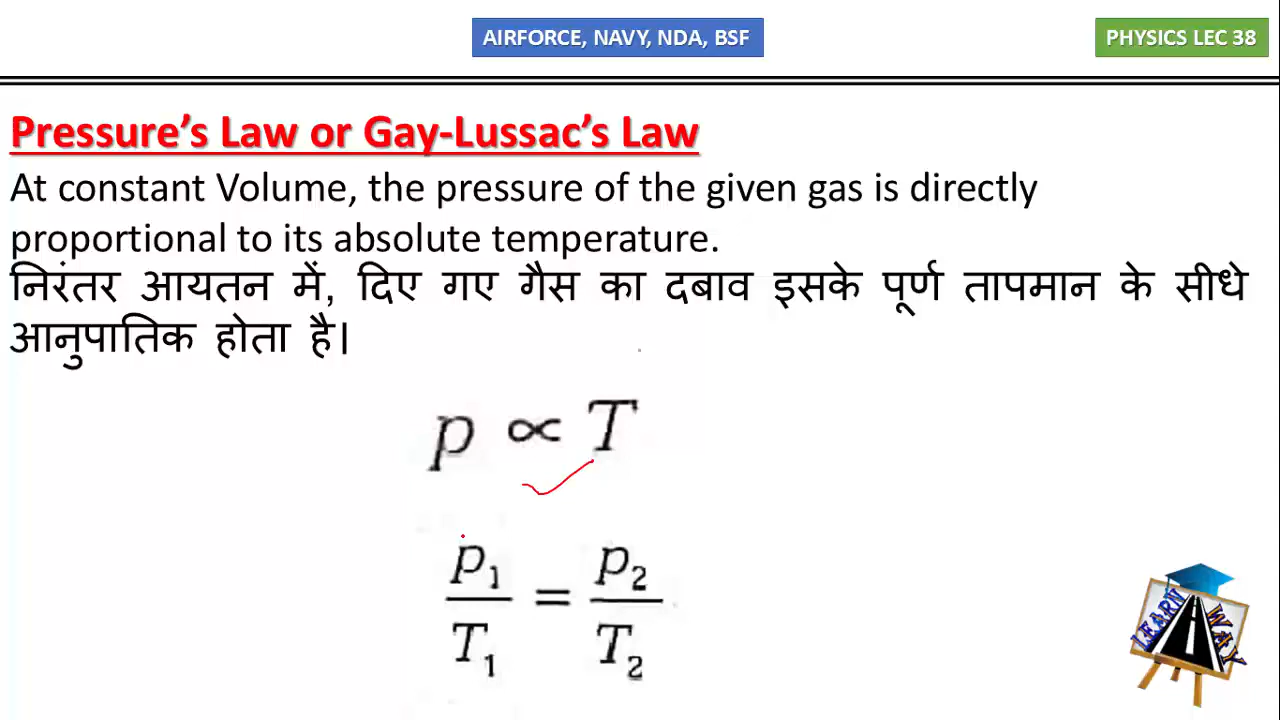 AIRFORCE, NAVY, NDA, BSF
PHYSICS LEC 38
Pressure's Law or Gay-Lussac's Law
At constant Volume, the pressure of the given gas is directly
proportional to its absolute temperature.
निरंतर आयतन में, दिए गए गैस का दबाव इसके पूर्ण तापमान के सीधे
आनुपातिक होता है।
p ∝ T
p₁/T₁ = p₂/T₂
LEARN WAY